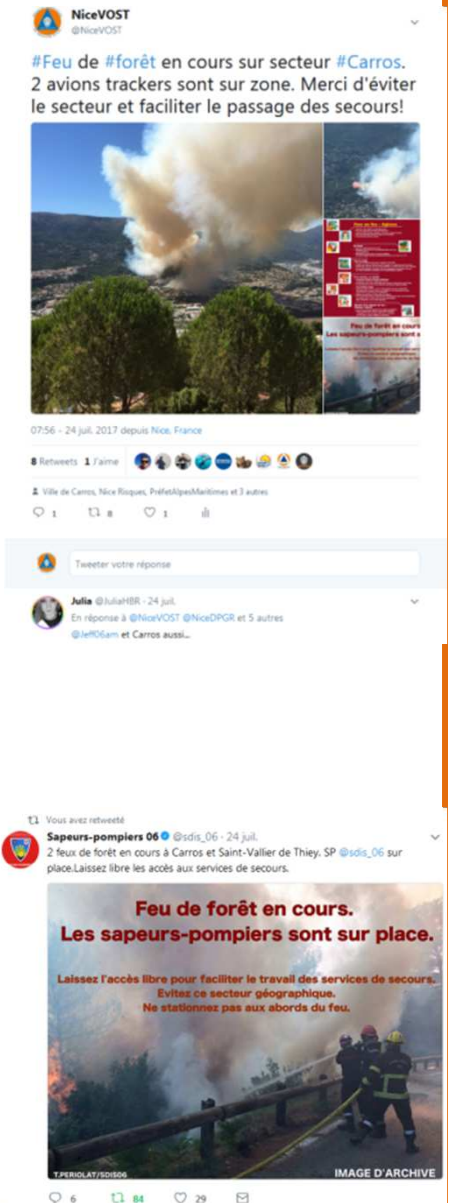 NiceVOST
@NiceVOST
#Feu de #forêt en cours sur secteur #Carros.
2 avions trackers sont sur zone. Merci d'éviter
le secteur et faciliter le passage des secours!
Feu de forêt en cours
Les sapeurs-pompiers sont s
07:56 - 24 juil. 2017 depuis Nice, France
8 Retweets 1 J'aime
Ville de Carros, Nice Risques, PréfetAlpesMaritimes et 3 autres
1 8 1
Tweeter votre réponse
Julia @JuliaHBR · 24 juil.
En réponse à @NiceVOST @NiceDPGR et 5 autres
@Jeff06am et Carros aussi...
Vous avez retweeté
Sapeurs-pompiers 06 @sdis_06 · 24 juil.
2 feux de forêt en cours à Carros et Saint-Vallier de Thiey. SP @sdis_06 sur
place.Laissez libre les accès aux services de secours.
Feu de forêt en cours.
Les sapeurs-pompiers sont sur place.
Laissez l'accès libre pour faciliter le travail des services de secours.
Evitez ce secteur géographique.
Ne stationnez pas aux abords du feu.
T.PERIOLAT/SDIS06
IMAGE D'ARCHIVE
6 84 29